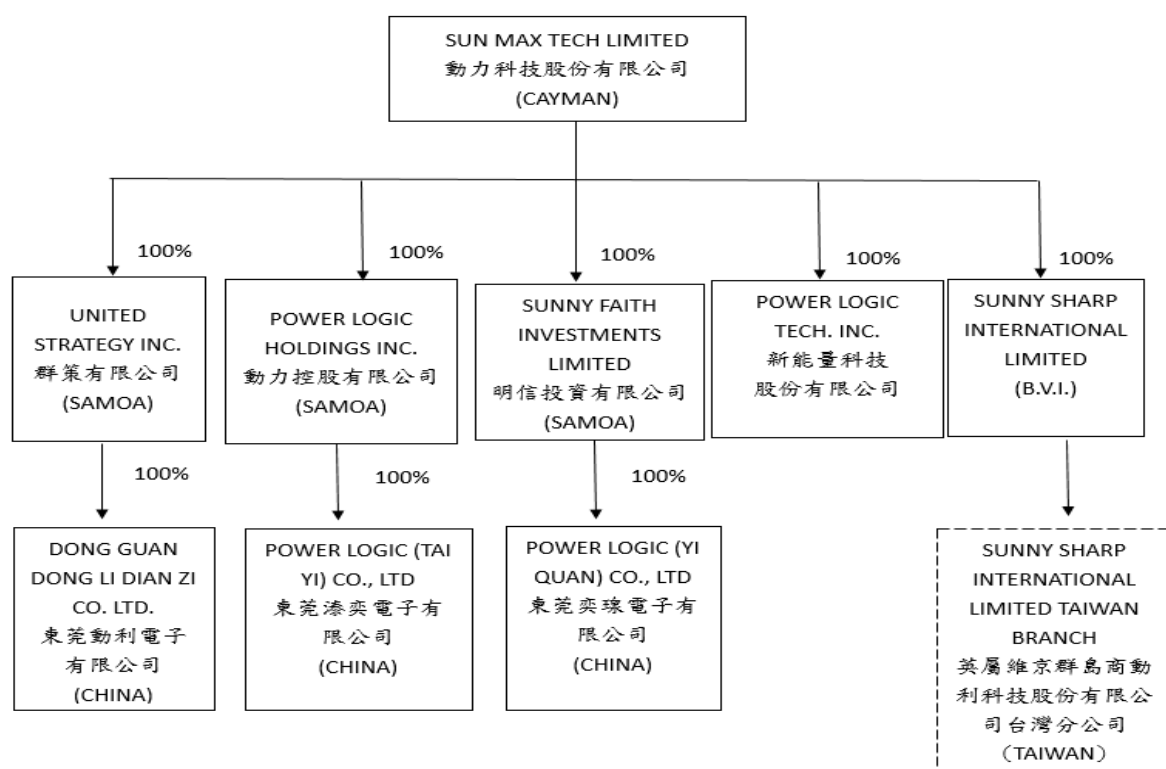 SUN MAX TECH LIMITED
動力科技股份有限公司
(CAYMAN)
100%
100%
100%
100%
100%
UNITED
STRATEGY INC.
群策有限公司
(SAMOA)
POWER LOGIC
HOLDINGS INC.
動力控股有限公司
(SAMOA)
SUNNY FAITH
INVESTMENTS
LIMITED
明信投資有限公司
(SAMOA)
POWER LOGIC
TECH. INC.
新能量科技
股份有限公司
SUNNY SHARP
INTERNATIONAL
LIMITED
(B.V.I.)
100%
100%
100%
DONG GUAN
DONG LI DIAN ZI
CO. LTD.
東莞動利電子
有限公司
(CHINA)
POWER LOGIC (TAI
YI) CO., LTD
東莞漆奕電子有
限公司
(CHINA)
POWER LOGIC (YI
QUAN) CO., LTD
東莞奕瑔電子有
限公司
(CHINA)
SUNNY SHARP
INTERNATIONAL
LIMITED TAIWAN
BRANCH
英屬維京群島商動
利科技股份有限公
司台灣分公司
(TAIWAN)